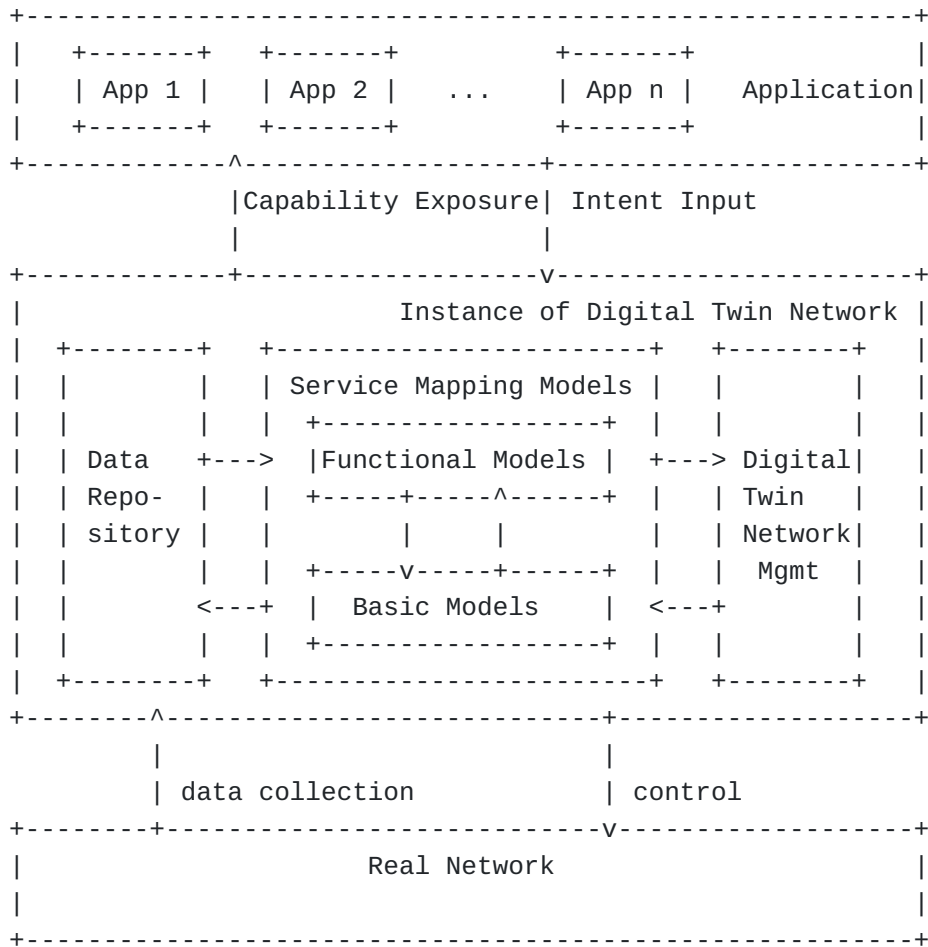 App 1 App 2 ... App n Application
Capability Exposure Intent Input
Instance of Digital Twin Network
Service Mapping Models
Data Functional Models Digital
Repo- Twin
sitory Network
Mgmt
Basic Models
data collection control
Real Network